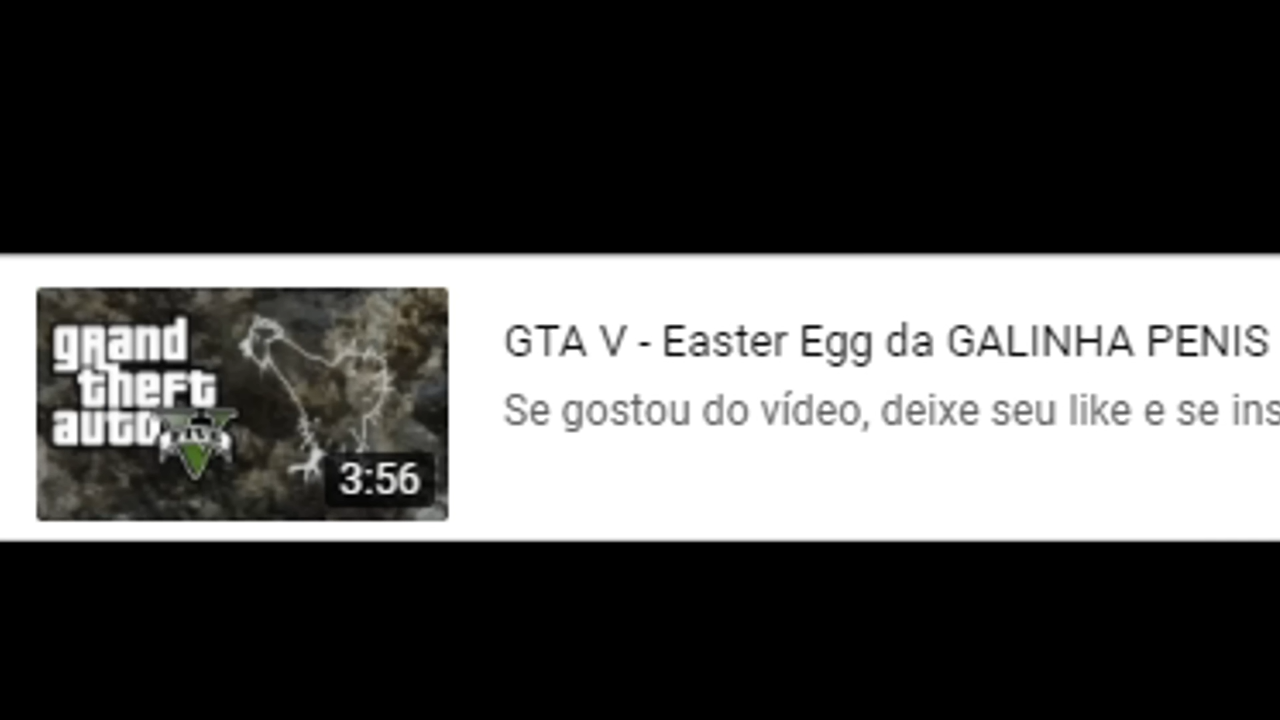 grand
theft
auto
V
3:56
GTA V - Easter Egg da GALINHA PENIS
Se gostou do vídeo, deixe seu like e se ins